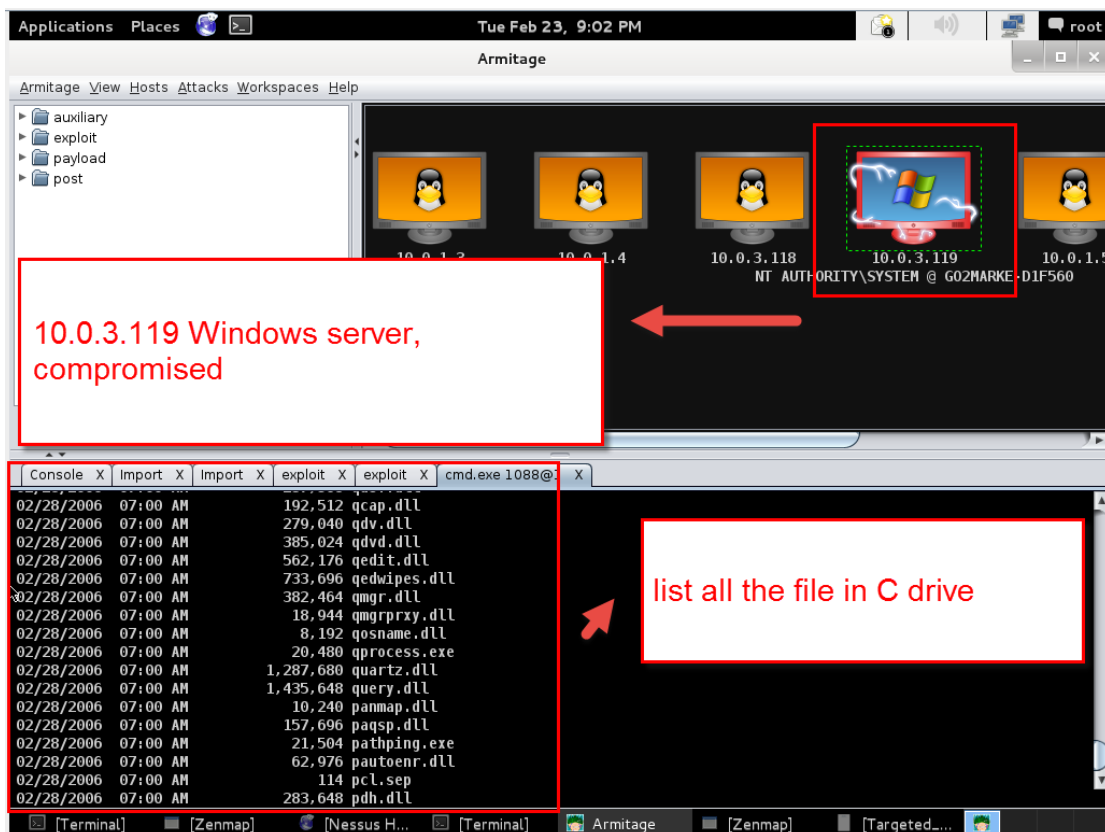 Applications Places Tue Feb 23, 9:02 PM root
Armitage
Armitage View Hosts Attacks Workspaces Help
auxiliary
exploit
payload
post
10.0.1.3 10.0.1.4 10.0.3.118 10.0.3.119 10.0.1.5
NT AUTHORITY\SYSTEM @ GO2MARKE-D1F560
10.0.3.119 Windows server,
compromised
Console X Import X Import X exploit X exploit X cmd.exe 1088@ X
02/28/2006 07:00 AM 192,512 qcap.dll
02/28/2006 07:00 AM 279,040 qdv.dll
02/28/2006 07:00 AM 385,024 qdvd.dll
02/28/2006 07:00 AM 562,176 qedit.dll
02/28/2006 07:00 AM 733,696 qedwipes.dll
02/28/2006 07:00 AM 382,464 qmgr.dll
02/28/2006 07:00 AM 18,944 qmgrprxy.dll
02/28/2006 07:00 AM 8,192 qosname.dll
02/28/2006 07:00 AM 20,480 qprocess.exe
02/28/2006 07:00 AM 1,287,680 quartz.dll
02/28/2006 07:00 AM 1,435,648 query.dll
02/28/2006 07:00 AM 10,240 panmap.dll
02/28/2006 07:00 AM 157,696 paqsp.dll
02/28/2006 07:00 AM 21,504 pathping.exe
02/28/2006 07:00 AM 62,976 pautoenr.dll
02/28/2006 07:00 AM 114 pcl.sep
02/28/2006 07:00 AM 283,648 pdh.dll
list all the file in C drive
[Terminal] [Zenmap] [Nessus H... [Terminal] Armitage [Zenmap] [Targeted_...